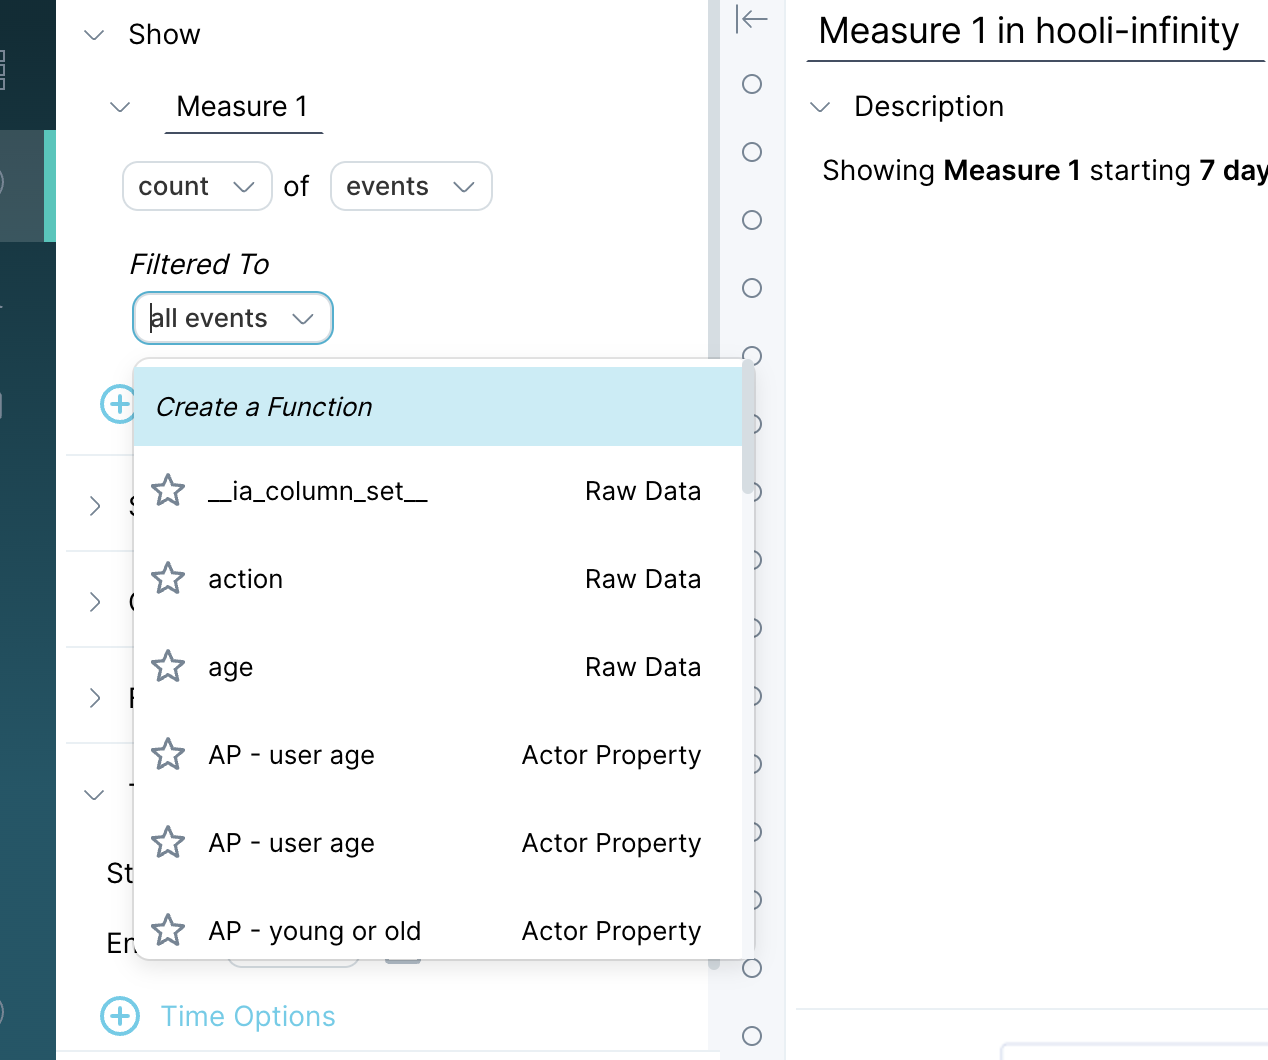 Show
Measure 1
count of events
Filtered To
all events
Create a Function
__ia_column_set__ Raw Data
action Raw Data
age Raw Data
AP - user age Actor Property
AP - user age Actor Property
AP - young or old Actor Property
Time Options
Measure 1 in hooli-infinity
Description
Showing Measure 1 starting 7 day